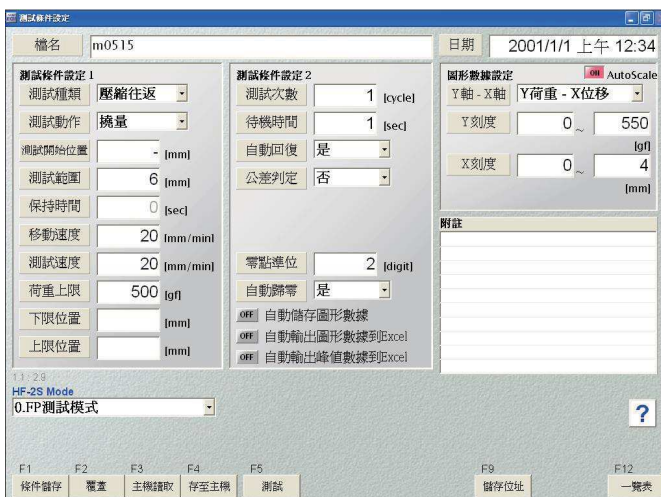 測試條件設定
檔名 m0515 日期 2001/1/1 上午 12:34
測試條件設定 1
測試種類 壓縮往返
測試動作 撓量
測試開始位置 - [mm]
測試範圍 6 [mm]
保持時間 0 [sec]
移動速度 20 [mm/min]
測試速度 20 [mm/min]
荷重上限 500 [gf]
下限位置 [mm]
上限位置 [mm]
測試條件設定 2
測試次數 1 [cycle]
待機時間 1 [sec]
自動回復 是
公差判定 否
零點準位 2 [digit]
自動歸零 是
OFF 自動儲存圖形數據
OFF 自動輸出圖形數據到Excel
OFF 自動輸出峰值數據到Excel
圖形數據設定 ON AutoScale
Y軸 - X軸 Y荷重 - X位移
Y刻度 0 ~ 550
[gf]
X刻度 0 ~ 4
[mm]
附註
11:29
HF-2S Mode
0.FP測試模式
?
F1 F2 F3 F4 F5 F9 F12
條件儲存 覆蓋 主機讀取 存至主機 測試 儲存位址 一覽表